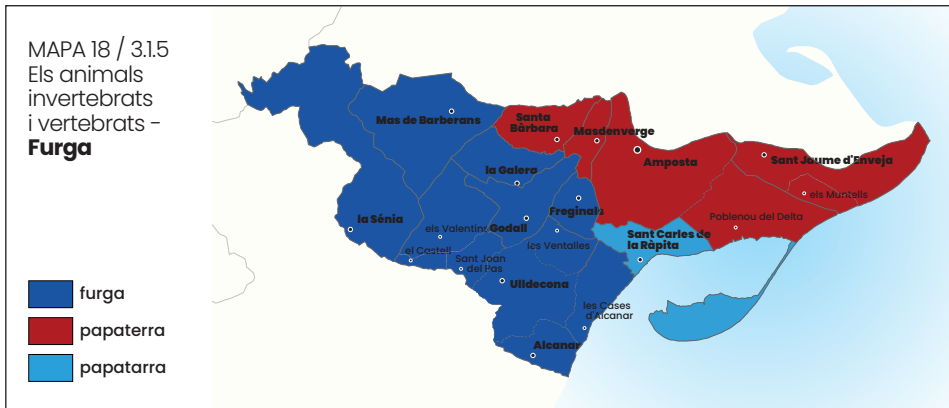 MAPA 18 / 3.1.5
Els animals
invertebrats
i vertebrats -
Furga
furga
papaterra
papatarra
Mas de Barberans
Santa
Bàrbara
Masdenverge
Amposta
Sant Jaume d'Enveja
els Muntells
la Galera
Freginals
Poblenou del Delta
la Sénia
els Valentins
Godall
Sant Carles de
la Ràpita
les Ventalles
el Castell
Sant Joan
del Pas
Ulldecona
les Cases
d'Alcanar
Alcanar